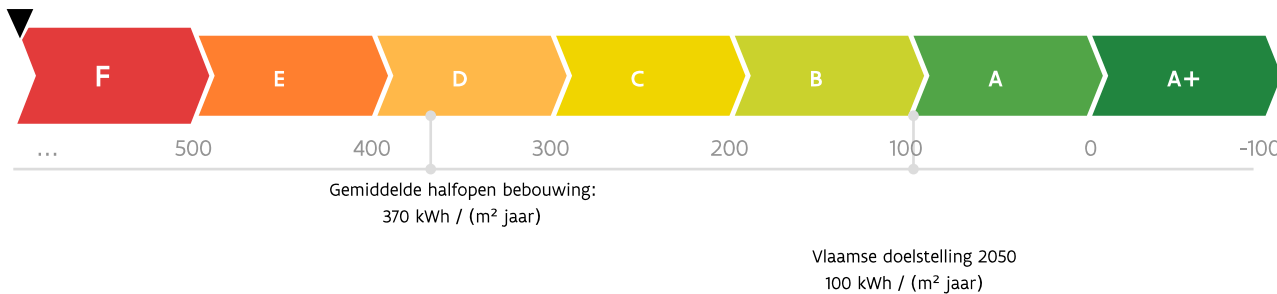 F E D C B A A+
... 500 400 300 200 100 0 -100
Gemiddelde halfopen bebouwing:
370 kWh / (m² jaar)
Vlaamse doelstelling 2050
100 kWh / (m² jaar)